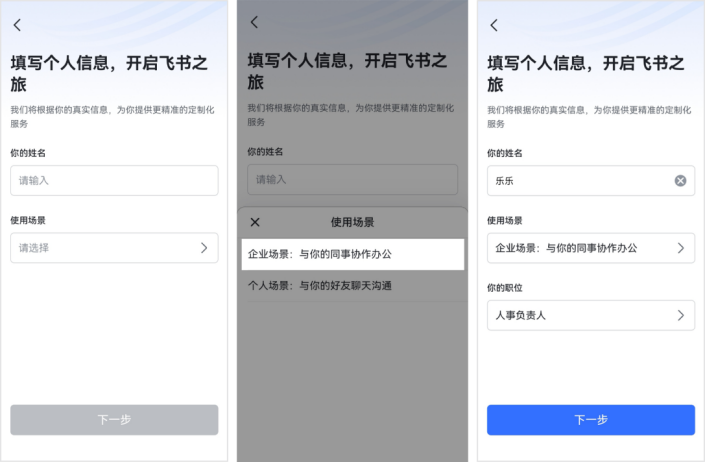 填写个人信息，开启飞书之
旅
我们将根据你的真实信息，为你提供更精准的定制化
服务
你的姓名
请输入
使用场景
请选择
下一步
填写个人信息，开启飞书之
旅
我们将根据你的真实信息，为你提供更精准的定制化
服务
你的姓名
请输入
使用场景
企业场景：与你的同事协作办公
个人场景：与你的好友聊天沟通
填写个人信息，开启飞书之
旅
我们将根据你的真实信息，为你提供更精准的定制化
服务
你的姓名
乐乐
使用场景
企业场景：与你的同事协作办公
你的职位
人事负责人
下一步